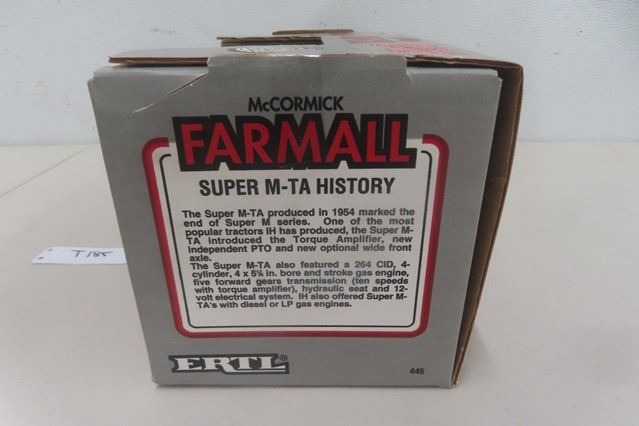 McCORMICK
FARMALL
SUPER M-TA HISTORY
The Super M-TA produced in 1954 marked the
end of Super M series. One of the most
popular tractors IH has produced, the Super M-
TA introduced the Torque Amplifier, new
independent PTO and new optional wide front
axle.
The Super M-TA also featured a 264 CID, 4-
cylinder, 4 x 5¼ in. bore and stroke gas engine,
five forward gears transmission (ten speeds
with torque amplifier), hydraulic seat and 12-
volt electrical system. IH also offered Super M-
TA's with diesel or LP gas engines.
ERTL®
445
T185